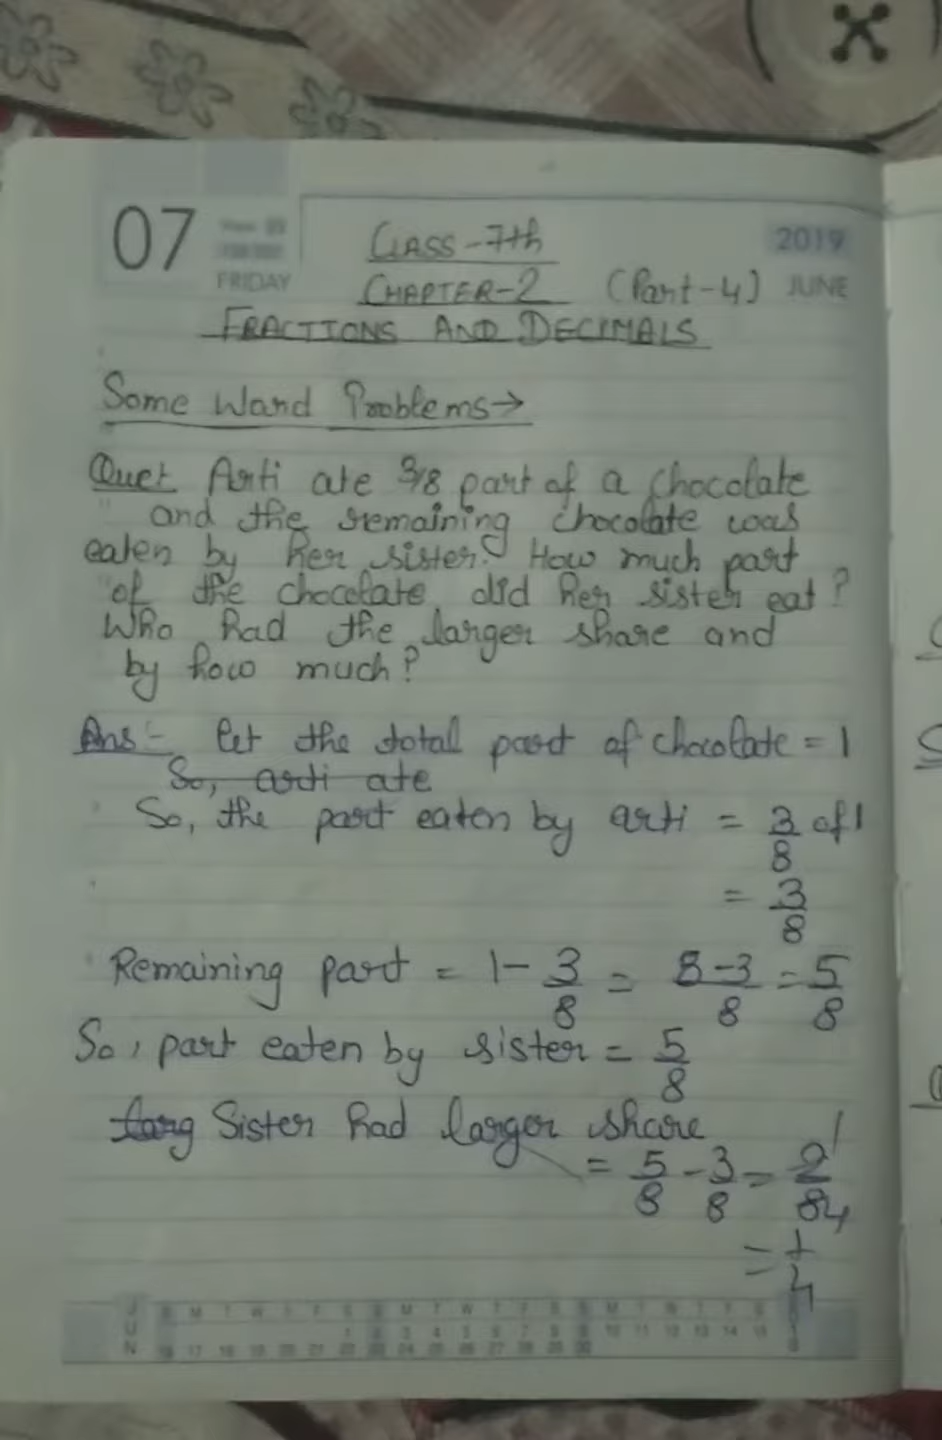 07
FRIDAY
2019
JUNE
CLASS-7th
CHAPTER-2 (Part-4)
FRACTIONS AND DECIMALS
Some Word Problems→
Ques Arti ate 3/8 part of a chocolate
and the remaining chocolate was
eaten by her sister. How much part
of the chocolate did her sister eat?
Who had the larger share and
by how much?
Ans:- let the total part of chocolate = 1
So, arti ate
So, the part eaten by arti = 3/8 of 1
= 3/8
Remaining part = 1 - 3/8 = 8-3/8 = 5/8
So, part eaten by sister = 5/8
larg Sister had larger share
= 5/8 - 3/8 = 2/8 1 4
= 1/4